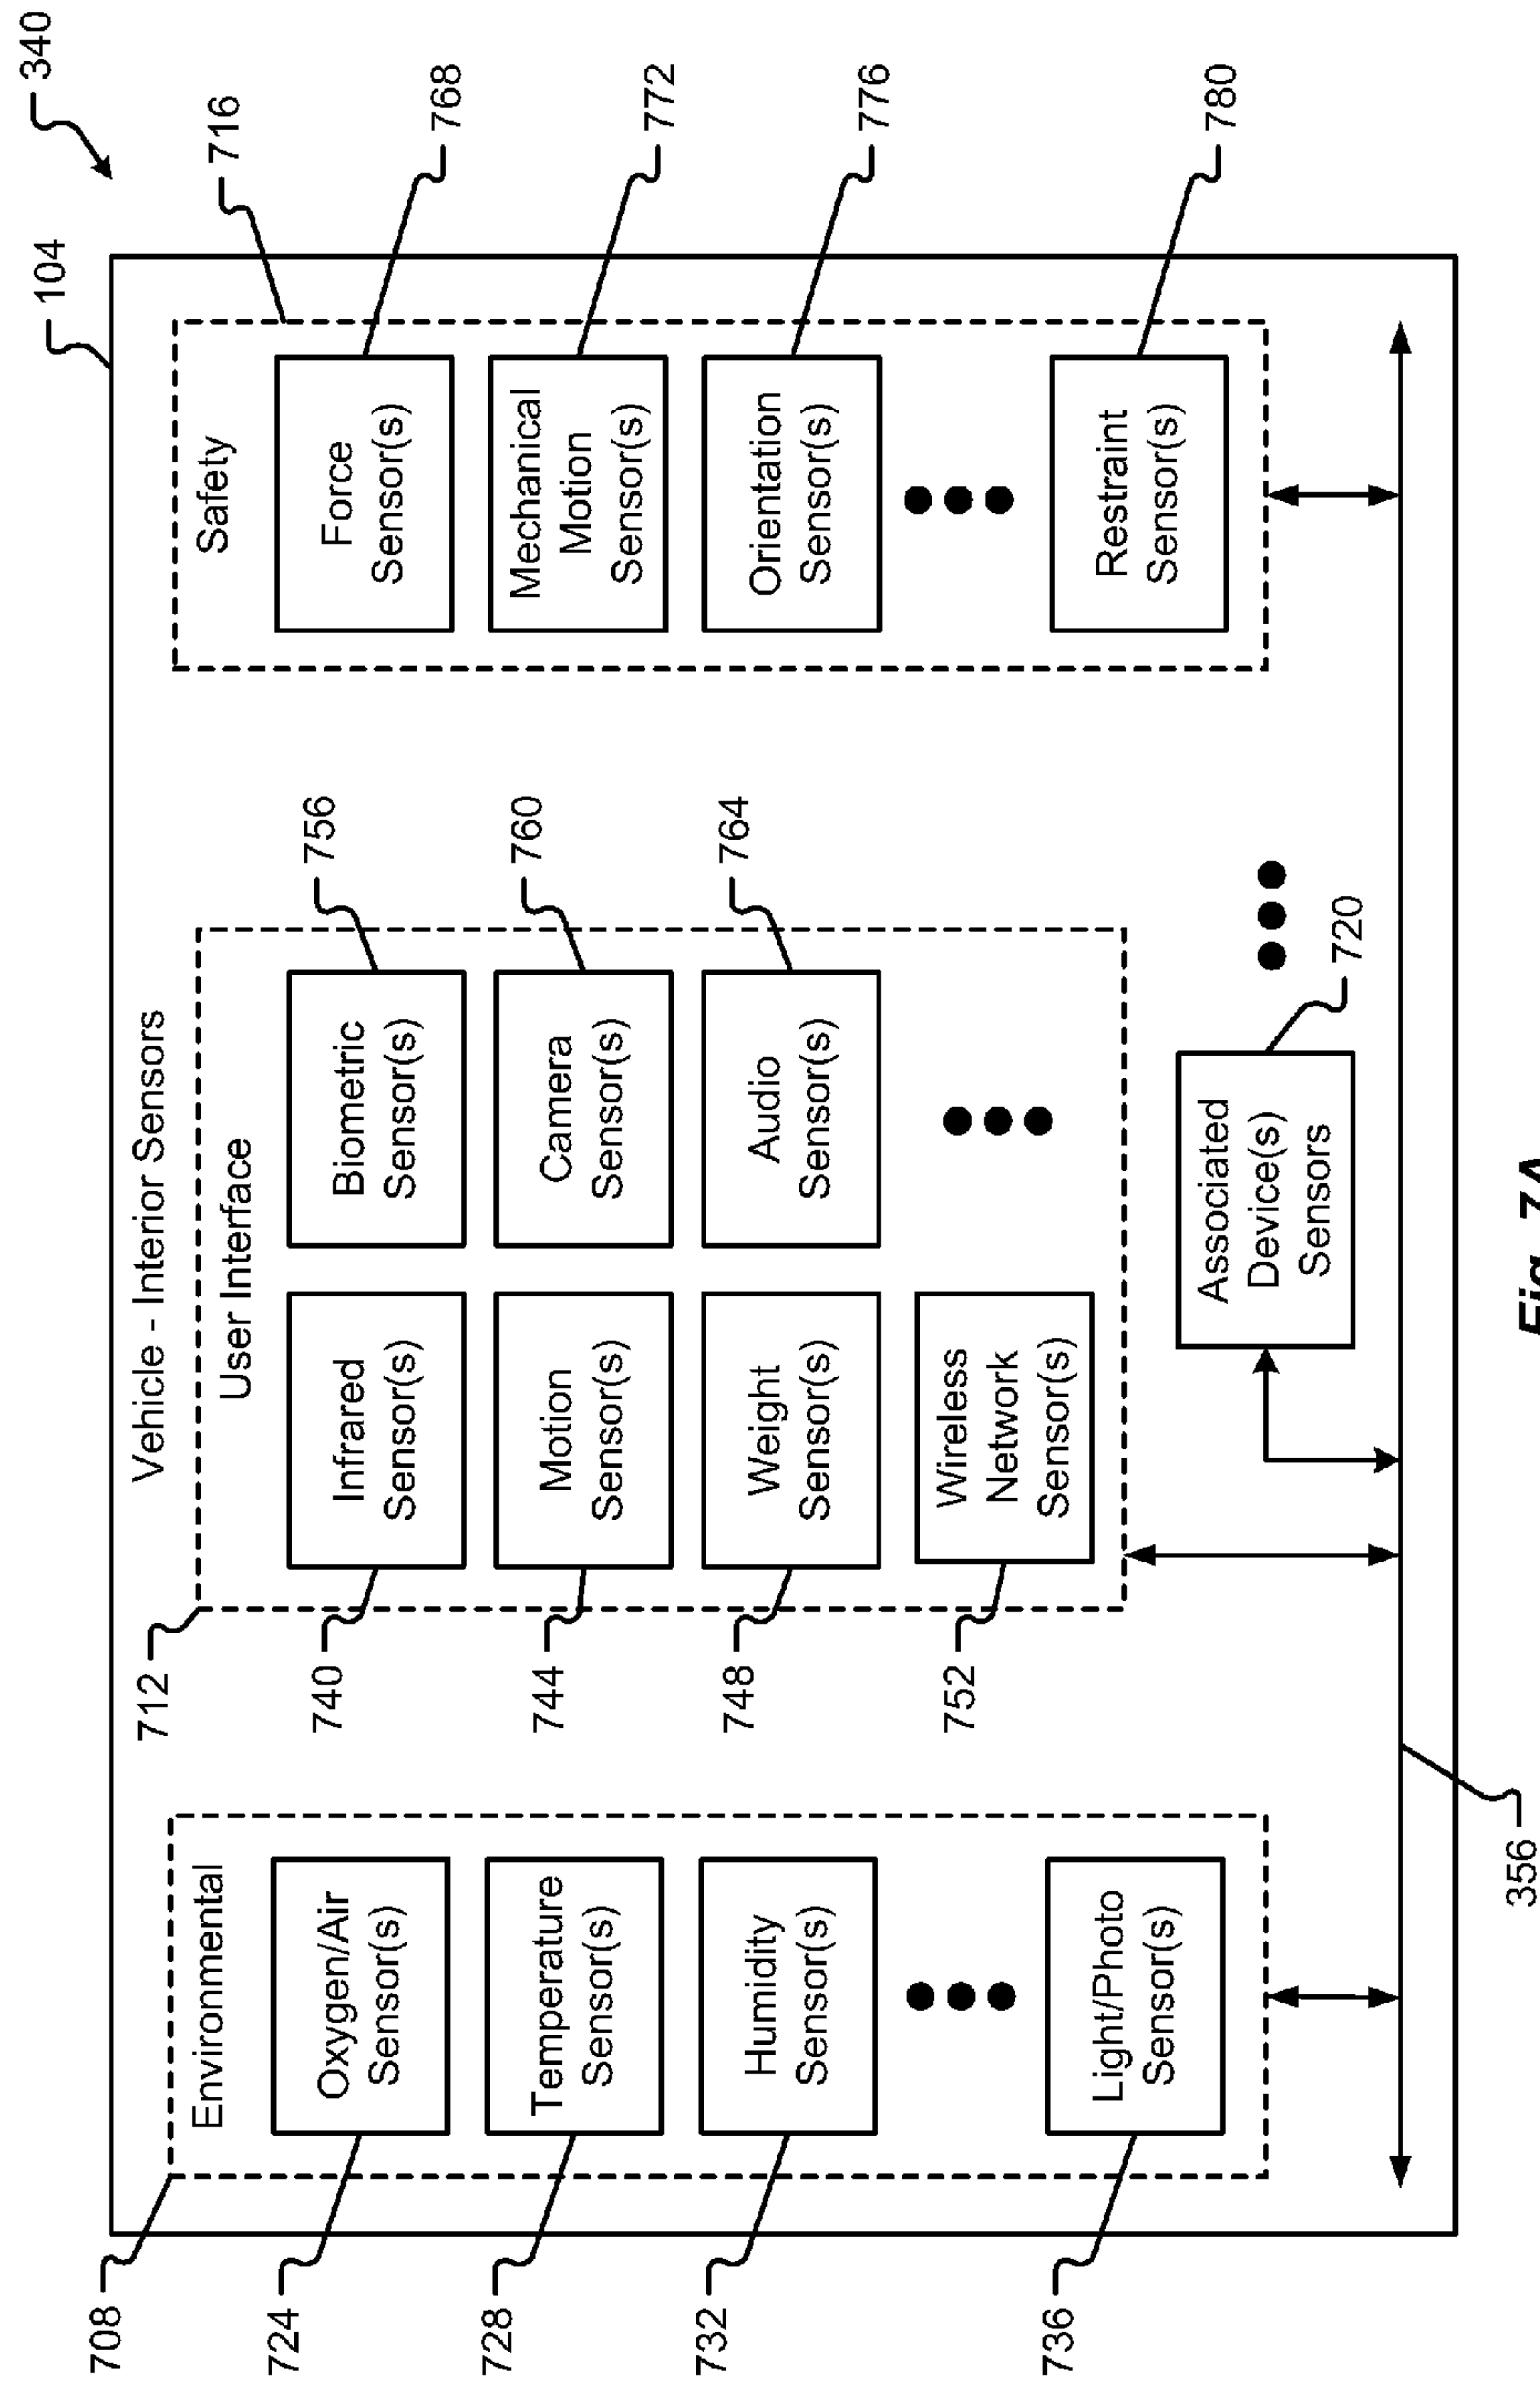 340
104
Vehicle - Interior Sensors
708
Environmental
724
Oxygen/Air
Sensor(s)
728
Temperature
Sensor(s)
732
Humidity
Sensor(s)
736
Light/Photo
Sensor(s)
712
User Interface
740
Infrared
Sensor(s)
756
Biometric
Sensor(s)
744
Motion
Sensor(s)
760
Camera
Sensor(s)
748
Weight
Sensor(s)
764
Audio
Sensor(s)
752
Wireless
Network
Sensor(s)
716
Safety
768
Force
Sensor(s)
772
Mechanical
Motion
Sensor(s)
776
Orientation
Sensor(s)
780
Restraint
Sensor(s)
720
Associated
Device(s)
Sensors
356
Fig. 7A